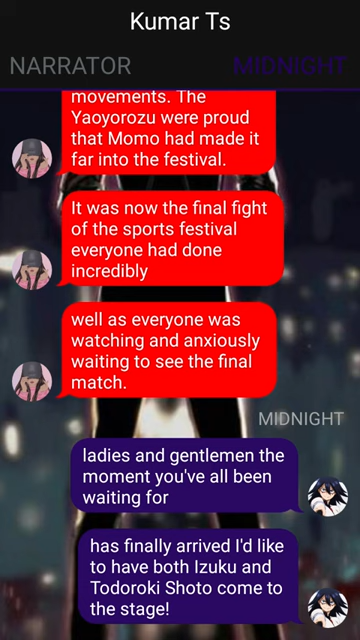 Kumar Ts
NARRATOR
MIDNIGHT
movements. The
Yaoyorozu were proud
that Momo had made it
far into the festival.
It was now the final fight
of the sports festival
everyone had done
incredibly
well as everyone was
watching and anxiously
waiting to see the final
match.
MIDNIGHT
ladies and gentlemen the
moment you've all been
waiting for
has finally arrived I'd like
to have both Izuku and
Todoroki Shoto come to
the stage!